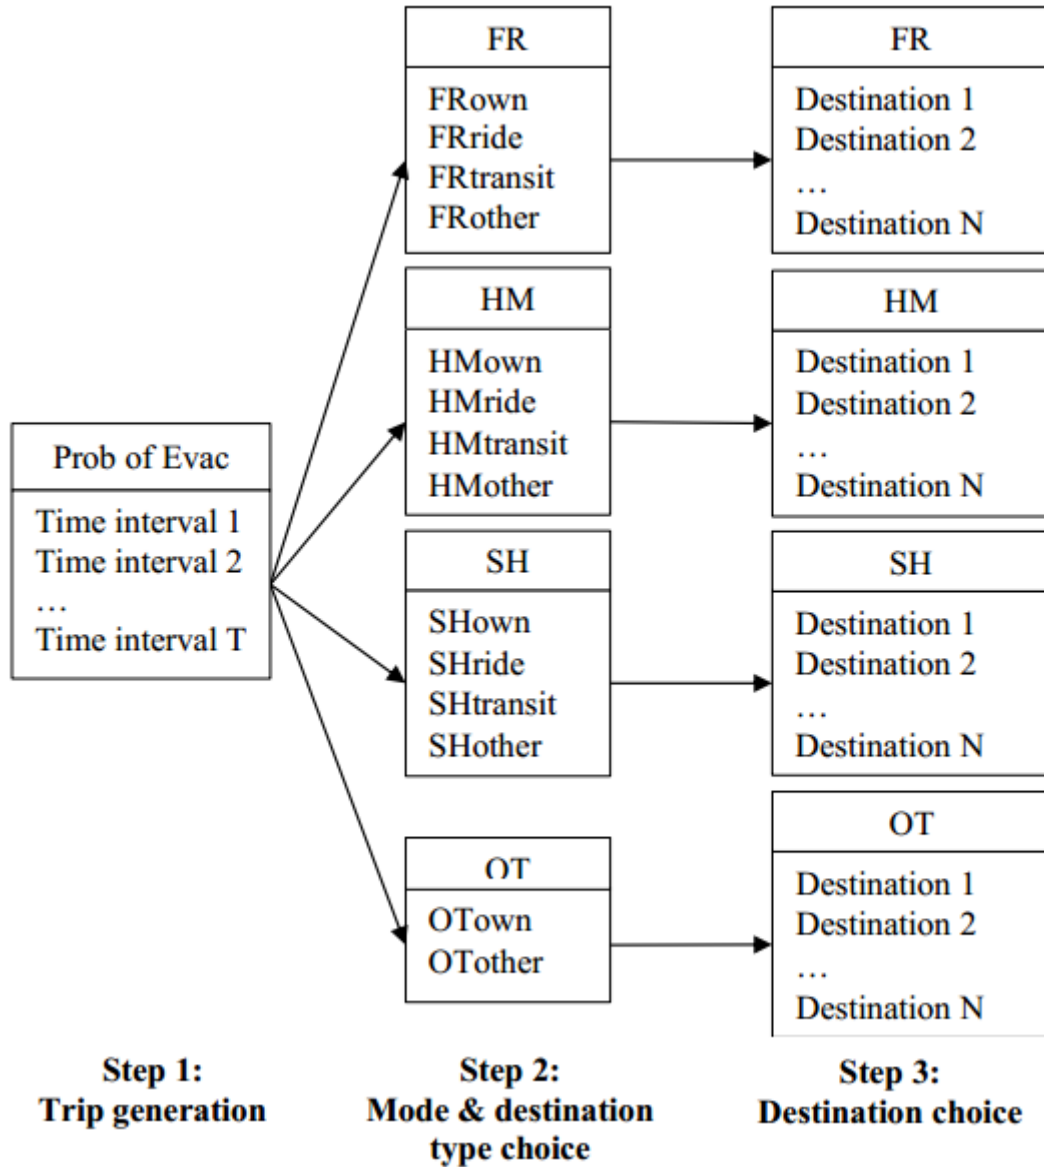 Prob of Evac
Time interval 1
Time interval 2
…
Time interval T
FR
FRown
FRride
FRtransit
FRother
HM
HMown
HMride
HMtransit
HMother
SH
SHown
SHride
SHtransit
SHother
OT
OTown
OTother
FR
Destination 1
Destination 2
…
Destination N
HM
Destination 1
Destination 2
…
Destination N
SH
Destination 1
Destination 2
…
Destination N
OT
Destination 1
Destination 2
…
Destination N
Step 1:
Trip generation
Step 2:
Mode & destination
type choice
Step 3:
Destination choice